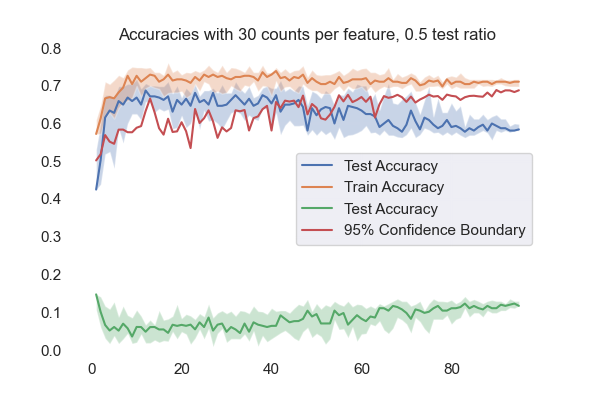 Accuracies with 30 counts per feature, 0.5 test ratio
0.8
0.7
0.6
0.5
0.4
0.3
0.2
0.1
0.0
Test Accuracy
Train Accuracy
Test Accuracy
95% Confidence Boundary
0 20 40 60 80